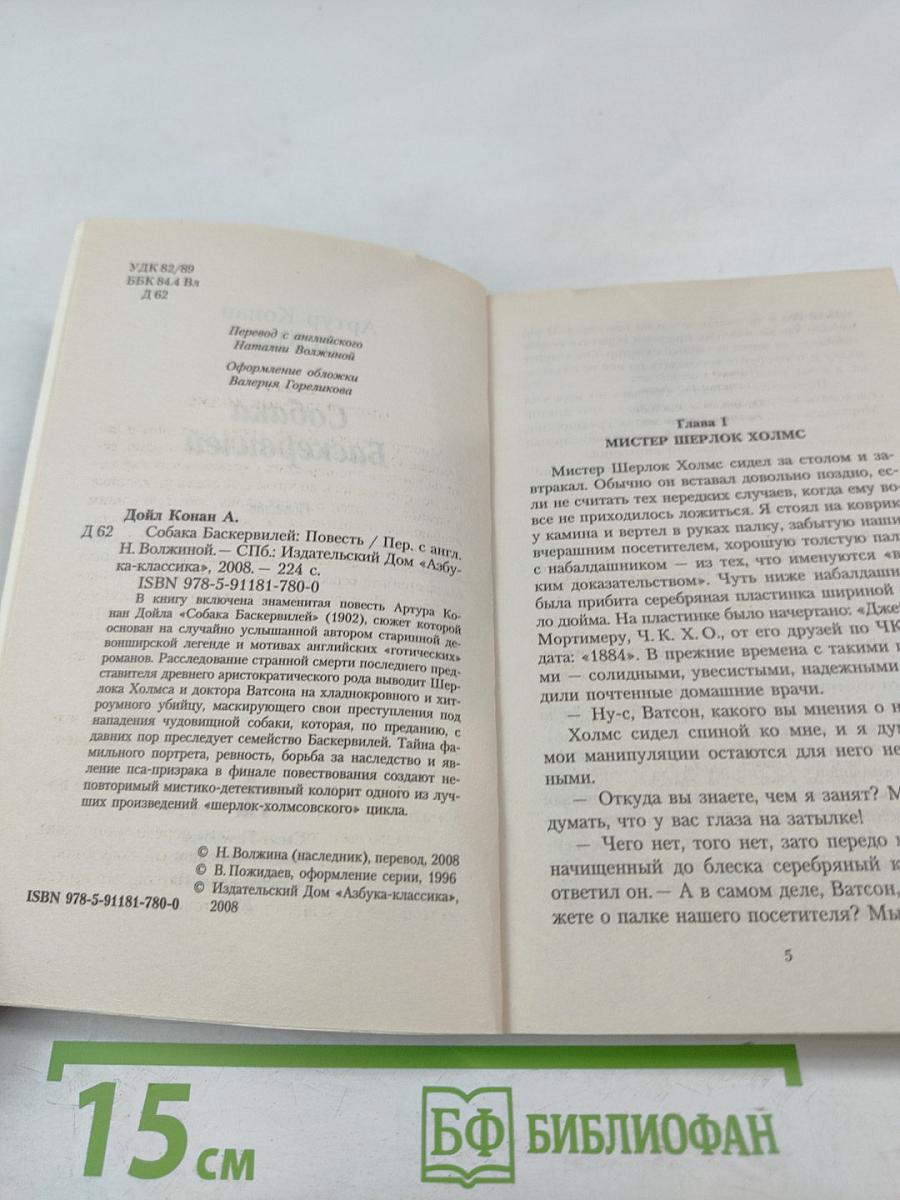 УДК 82/89
ББК 84.4 Вл
Д 62
Перевод с английского
Наталии Волжиной
Оформление обложки
Валерия Гореликова
Дойл Конан А.
Д 62 Собака Баскервилей: Повесть / Пер. с англ.
Н. Волжиной. — СПб.: Издательский Дом «Азбу-
ка-классика», 2008. — 224 с.
ISBN 978-5-91181-780-0
В книгу включена знаменитая повесть Артура Ко-
нан Дойла «Собака Баскервилей» (1902), сюжет которой
основан на случайно услышанной автором старинной де-
вонширской легенде и мотивах английских «готических»
романов. Расследование странной смерти последнего пред-
ставителя древнего аристократического рода выводит Шер-
лока Холмса и доктора Ватсона на хладнокровного и хит-
роумного убийцу, маскирующего свои преступления под
нападения чудовищной собаки, которая, по преданию, с
давних пор преследует семейство Баскервилей. Тайна фа-
мильного портрета, ревность, борьба за наследство и яв-
ление пса-призрака в финале повествования создают не-
повторимый мистико-детективный колорит одного из луч-
ших произведений «шерлок-холмсовского» цикла.
© Н. Волжина (наследник), перевод, 2008
© В. Пожидаев, оформление серии, 1996
© Издательский Дом «Азбука-классика»,
2008
ISBN 978-5-91181-780-0
Глава I
МИСТЕР ШЕРЛОК ХОЛМС
Мистер Шерлок Холмс сидел за столом и за-
втракал. Обычно он вставал довольно поздно, ес-
ли не считать тех нередких случаев, когда ему во-
все не приходилось ложиться. Я стоял на коврик
у камина и вертел в руках палку, забытую наши
вчерашним посетителем, хорошую толстую пал
с набалдашником — из тех, что именуются «в
ким доказательством». Чуть ниже набалдашн
была прибита серебряная пластинка шириной
ло дюйма. На пластинке было начертано: «Дже
Мортимеру, Ч. К. Х. О., от его друзей по ЧК
дата: «1884». В прежние времена с такими п
ми — солидными, увесистыми, надежными
дили почтенные домашние врачи.
— Ну-с, Ватсон, какого вы мнения о н
Холмс сидел спиной ко мне, и я ду
мои манипуляции остаются для него не
ными.
— Откуда вы знаете, чем я занят? М
думать, что у вас глаза на затылке!
— Чего нет, того нет, зато передо
начищенный до блеска серебряный к
ответил он. — А в самом деле, Ватсон,
жете о палке нашего посетителя? Мы
5
15 см
БФ БИБЛИОФАН